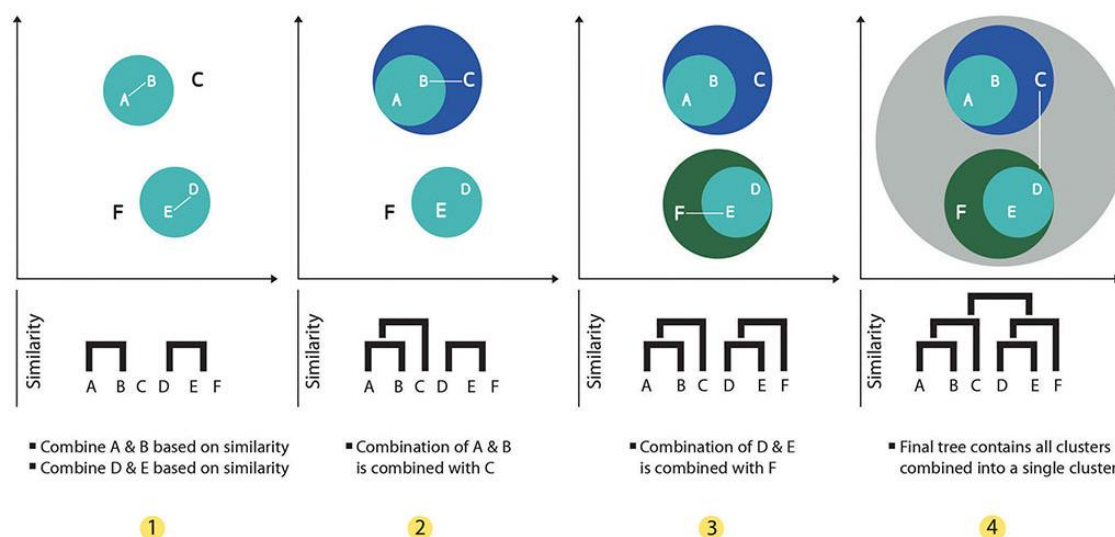 A
B
C
D
E
F
Similarity
A B C D E F
■ Combine A & B based on similarity
■ Combine D & E based on similarity
1
A
B
C
D
E
F
Similarity
A B C D E F
■ Combination of A & B
is combined with C
2
A
B
C
D
E
F
Similarity
A B C D E F
■ Combination of D & E
is combined with F
3
A
B
C
D
E
F
Similarity
A B C D E F
■ Final tree contains all clusters
combined into a single cluster
4